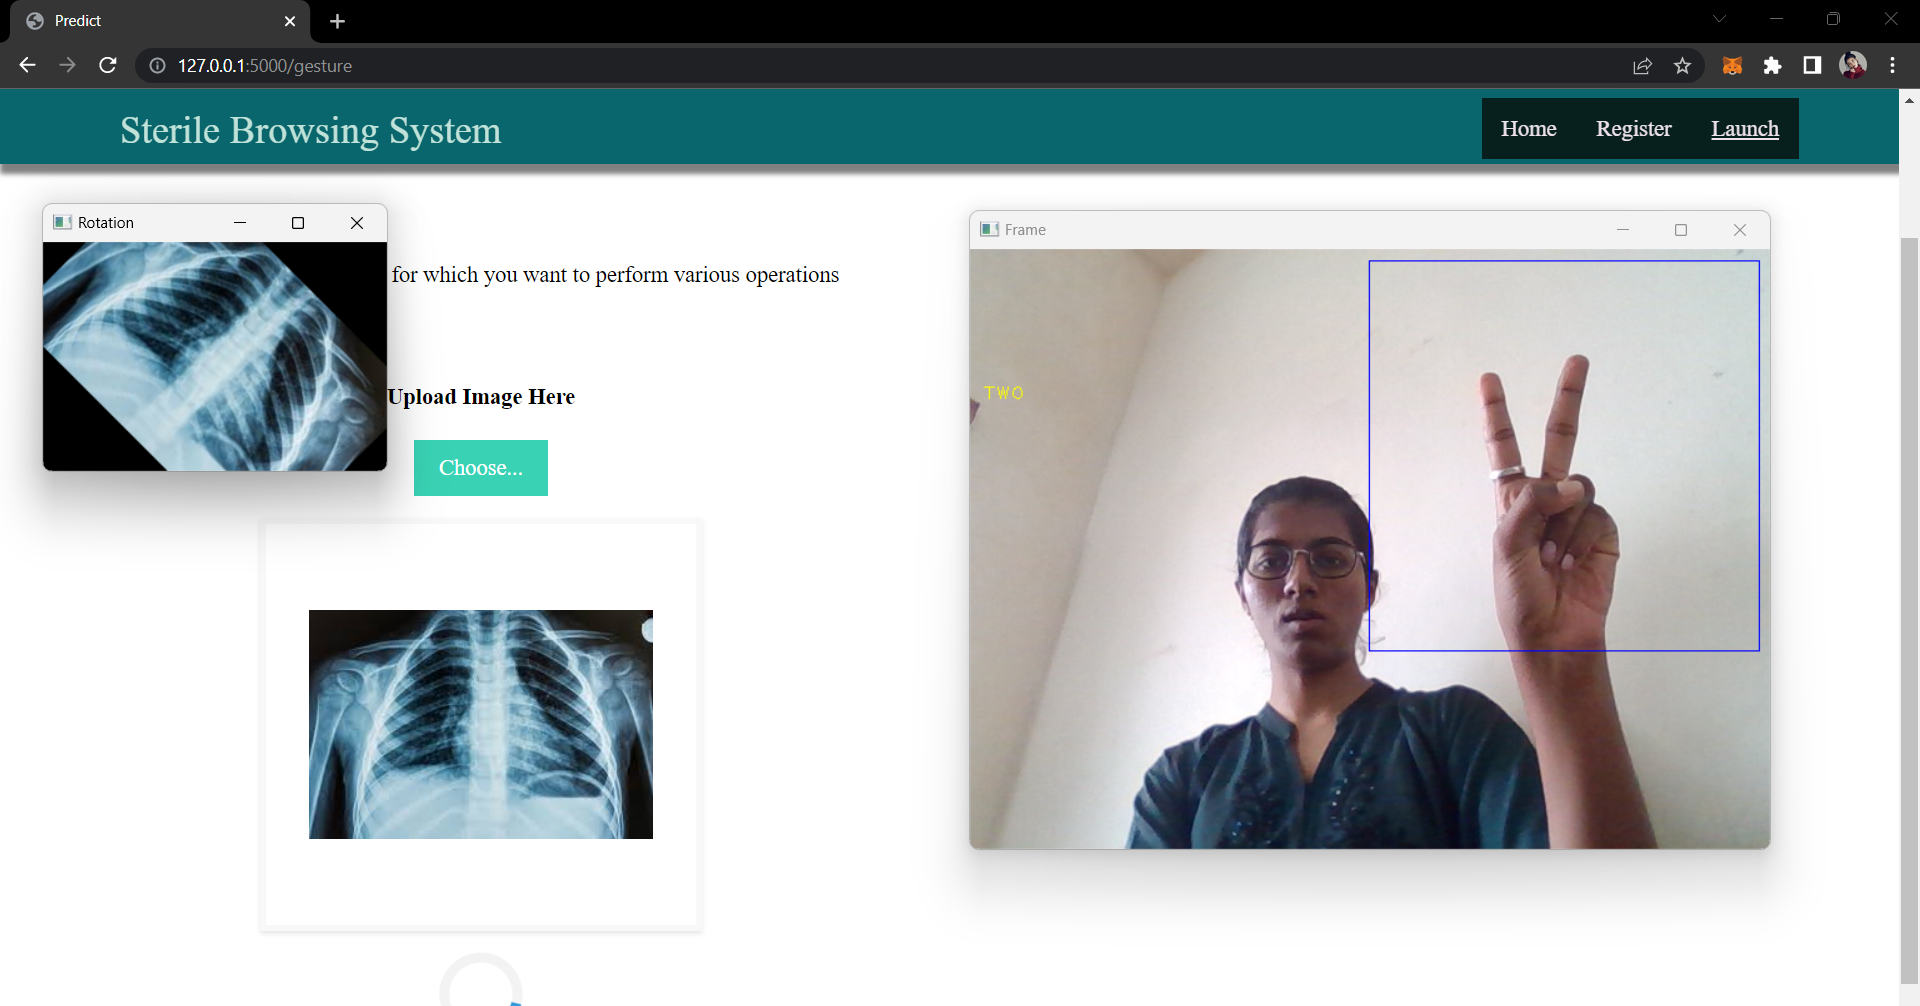 Predict
127.0.0.1:5000/gesture
Sterile Browsing System
Home Register Launch
Rotation
Frame
for which you want to perform various operations
TWO
Upload Image Here
Choose...